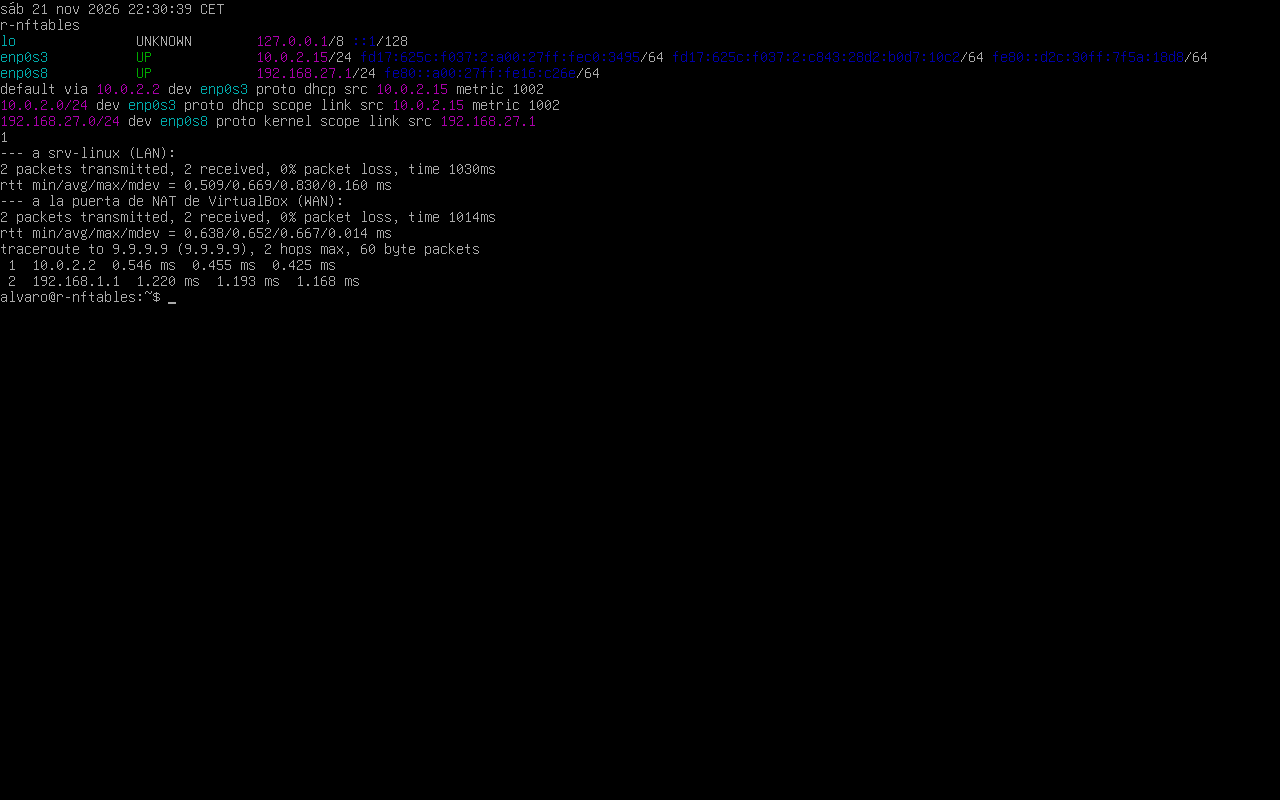 sáb 21 nov 2026 22:30:39 CET
r-nftables
lo               UNKNOWN        127.0.0.1/8 ::1/128
enp0s3           UP             10.0.2.15/24 fd17:625c:f037:2:a00:27ff:fec0:3495/64 fd17:625c:f037:2:c843:28d2:b0d7:10c2/64 fe80::d2c:30ff:7f5a:18d8/64
enp0s8           UP             192.168.27.1/24 fe80::a00:27ff:fe16:c26e/64
default via 10.0.2.2 dev enp0s3 proto dhcp src 10.0.2.15 metric 1002
10.0.2.0/24 dev enp0s3 proto dhcp scope link src 10.0.2.15 metric 1002
192.168.27.0/24 dev enp0s8 proto kernel scope link src 192.168.27.1
1
--- a srv-linux (LAN):
2 packets transmitted, 2 received, 0% packet loss, time 1030ms
rtt min/avg/max/mdev = 0.509/0.669/0.830/0.160 ms
--- a la puerta de NAT de VirtualBox (WAN):
2 packets transmitted, 2 received, 0% packet loss, time 1014ms
rtt min/avg/max/mdev = 0.638/0.652/0.667/0.014 ms
traceroute to 9.9.9.9 (9.9.9.9), 2 hops max, 60 byte packets
 1  10.0.2.2  0.546 ms  0.455 ms  0.425 ms
 2  192.168.1.1  1.220 ms  1.193 ms  1.168 ms
alvaro@r-nftables:~$ _